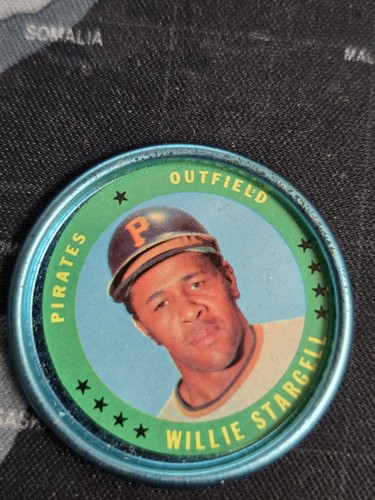 SOMALIA
OUTFIELD
PIRATES
P
WILLIE STARGELL